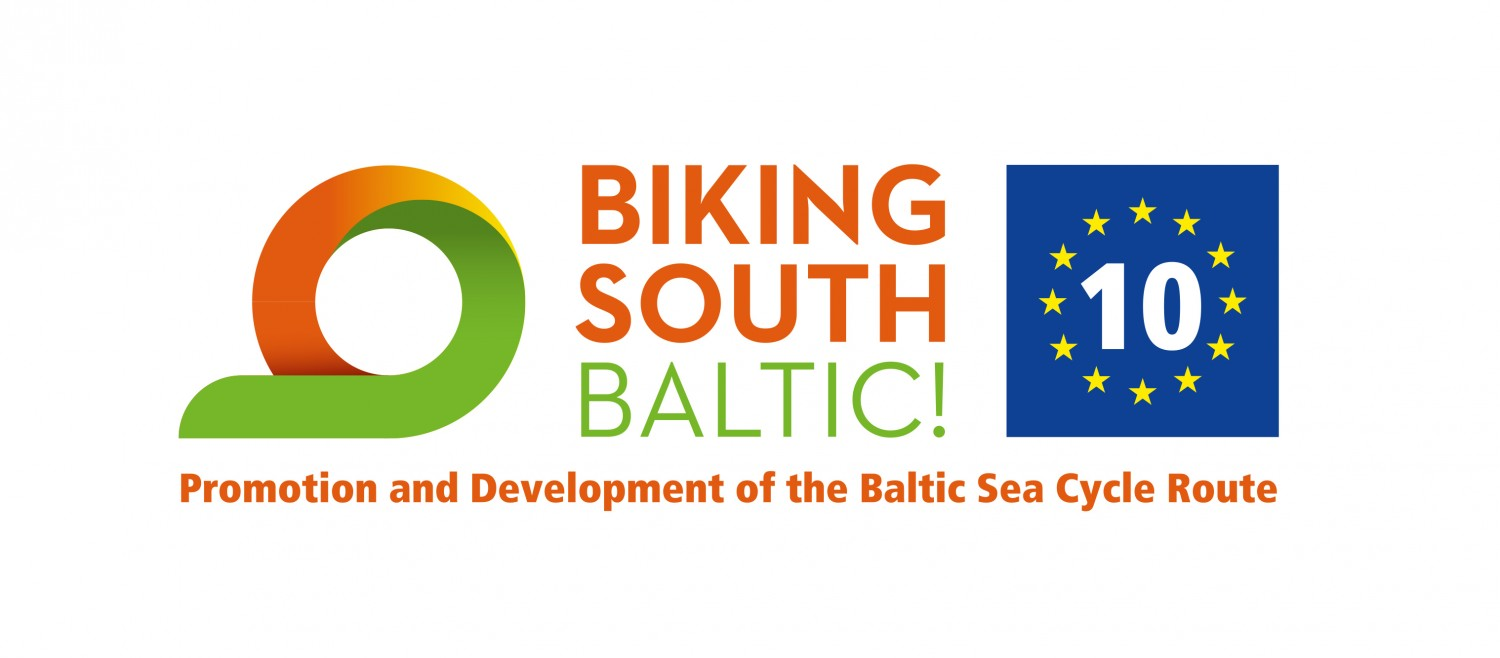 BIKING
SOUTH
BALTIC!
10
Promotion and Development of the Baltic Sea Cycle Route